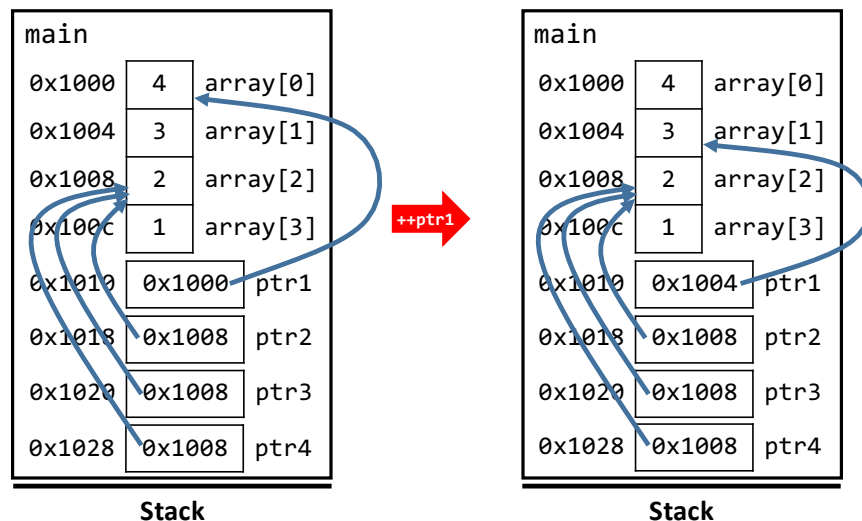 main
0x1000 4 array[0]
0x1004 3 array[1]
0x1008 2 array[2]
0x100c 1 array[3]
0x1010 0x1000 ptr1
0x1018 0x1008 ptr2
0x1020 0x1008 ptr3
0x1028 0x1008 ptr4
Stack
++ptr1
main
0x1000 4 array[0]
0x1004 3 array[1]
0x1008 2 array[2]
0x100c 1 array[3]
0x1010 0x1004 ptr1
0x1018 0x1008 ptr2
0x1020 0x1008 ptr3
0x1028 0x1008 ptr4
Stack